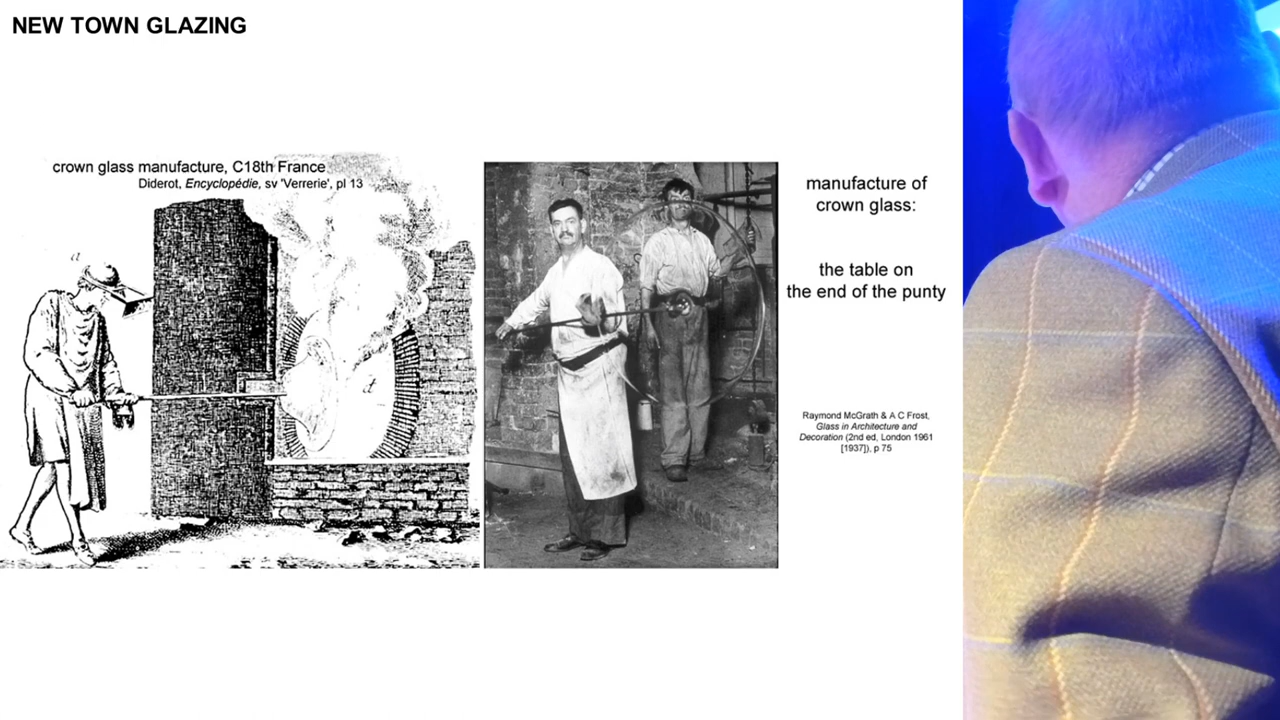 NEW TOWN GLAZING
crown glass manufacture, C18th France
Diderot, Encyclopédie, sv 'Verrerie', pl 13
a
d
manufacture of
crown glass:
the table on
the end of the punty
Raymond McGrath & A C Frost,
Glass in Architecture and
Decoration (2nd ed, London 1961
[1937]), p 75